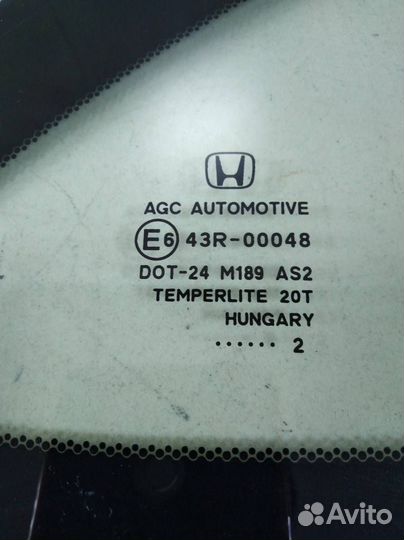 AGC AUTOMOTIVE
E6 43R-00048
DOT-24 M189 AS2
TEMPERLITE 20T
HUNGARY
...... 2
Avito